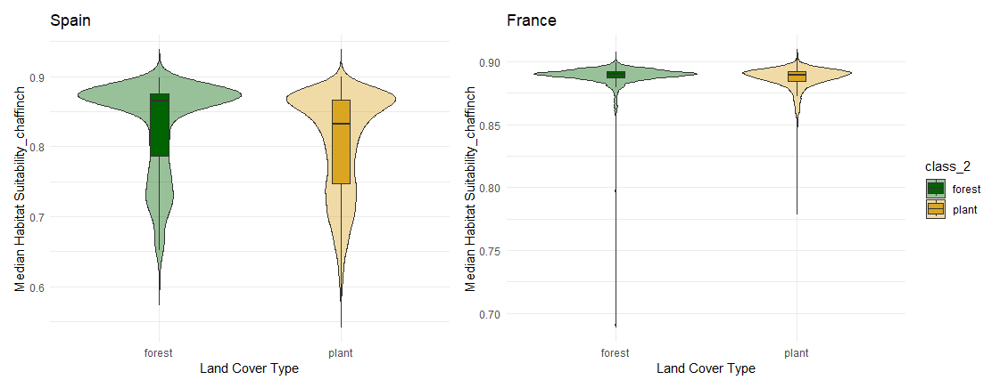 Spain
Median Habitat Suitability_chaffinch
0.9
0.8
0.7
0.6
forest
plant
Land Cover Type
France
Median Habitat Suitability_chaffinch
0.90
0.85
0.80
0.75
0.70
forest
plant
Land Cover Type
class_2
forest
plant